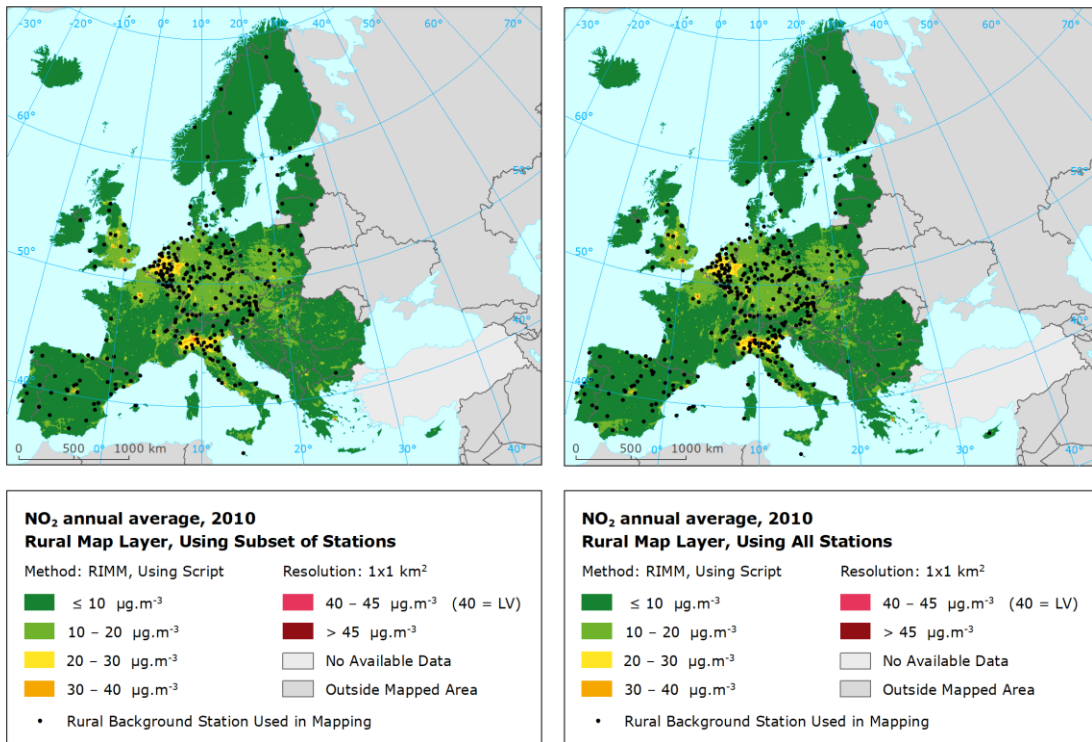 -30° -20° -10° 0° 10° 20° 30° 40° 50° 60° 70°
60°
50°
50°
40°
40°
0 500 0° 1000 km 10° 20° 30° 40°
NO₂ annual average, 2010
Rural Map Layer, Using Subset of Stations
Method: RIMM, Using Script Resolution: 1x1 km²
≤ 10 µg.m⁻³ 40 – 45 µg.m⁻³ (40 = LV)
10 – 20 µg.m⁻³ > 45 µg.m⁻³
20 – 30 µg.m⁻³ No Available Data
30 – 40 µg.m⁻³ Outside Mapped Area
• Rural Background Station Used in Mapping
-30° -20° -10° 0° 10° 20° 30° 40° 50° 60° 70°
60°
50°
50°
40°
40°
0 500 0° 1000 km 10° 20° 30° 40°
NO₂ annual average, 2010
Rural Map Layer, Using All Stations
Method: RIMM, Using Script Resolution: 1x1 km²
≤ 10 µg.m⁻³ 40 – 45 µg.m⁻³ (40 = LV)
10 – 20 µg.m⁻³ > 45 µg.m⁻³
20 – 30 µg.m⁻³ No Available Data
30 – 40 µg.m⁻³ Outside Mapped Area
• Rural Background Station Used in Mapping